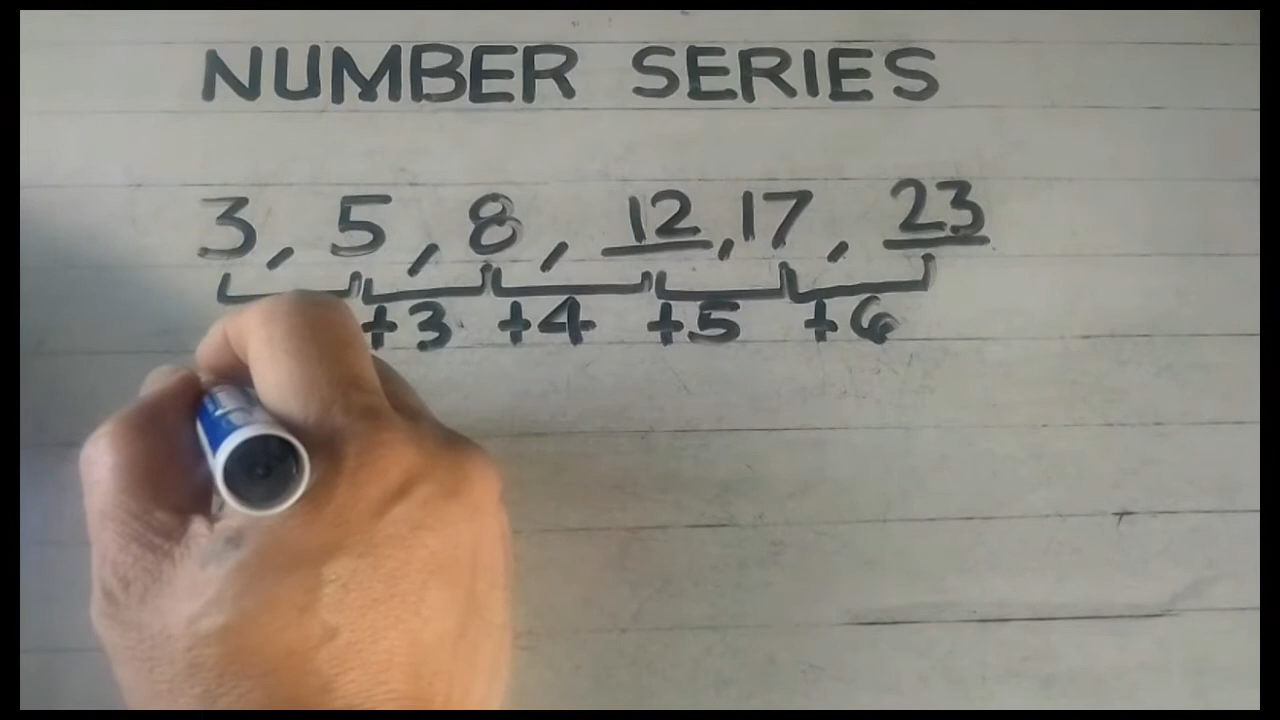 NUMBER SERIES
3, 5, 8, 12, 17, 23
+3 +4 +5 +6